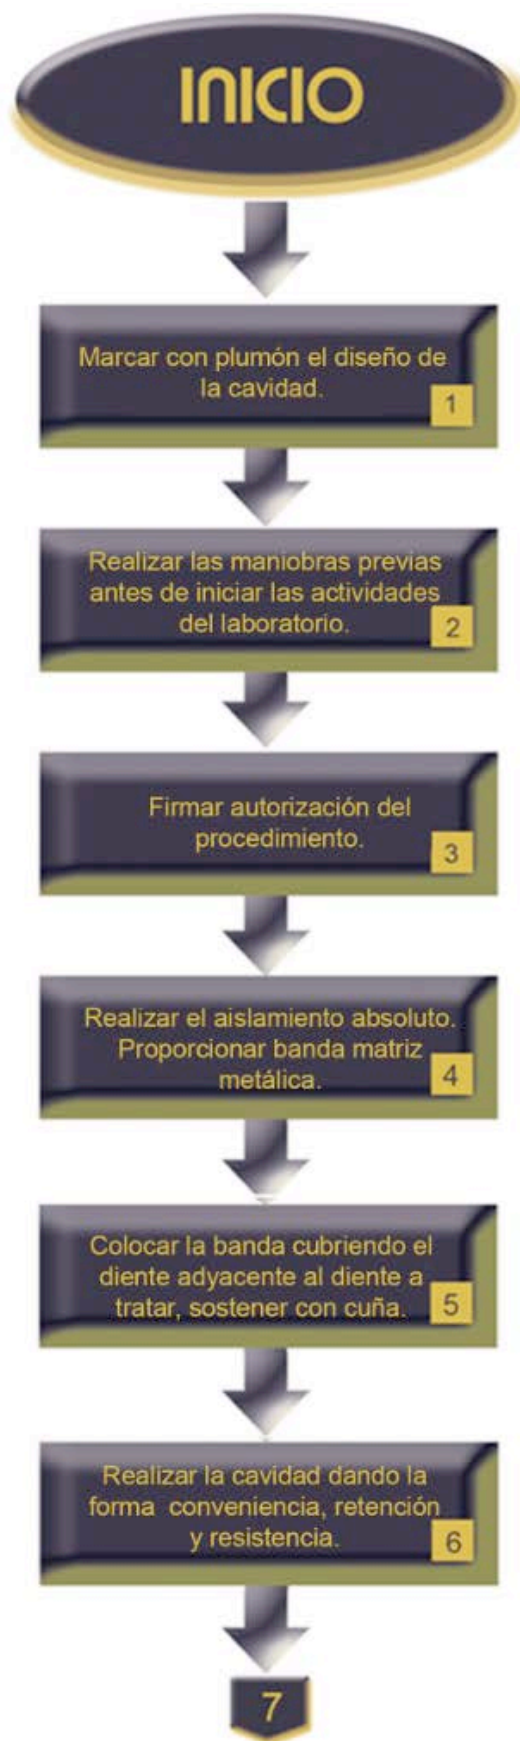 INICIO
Marcar con plumón el diseño de
la cavidad.
1
Realizar las maniobras previas
antes de iniciar las actividades
del laboratorio.
2
Firmar autorización del
procedimiento.
3
Realizar el aislamiento absoluto.
Proporcionar banda matriz
metálica.
4
Colocar la banda cubriendo el
diente adyacente al diente a
tratar, sostener con cuña.
5
Realizar la cavidad dando la
forma conveniencia, retención
y resistencia.
6
7